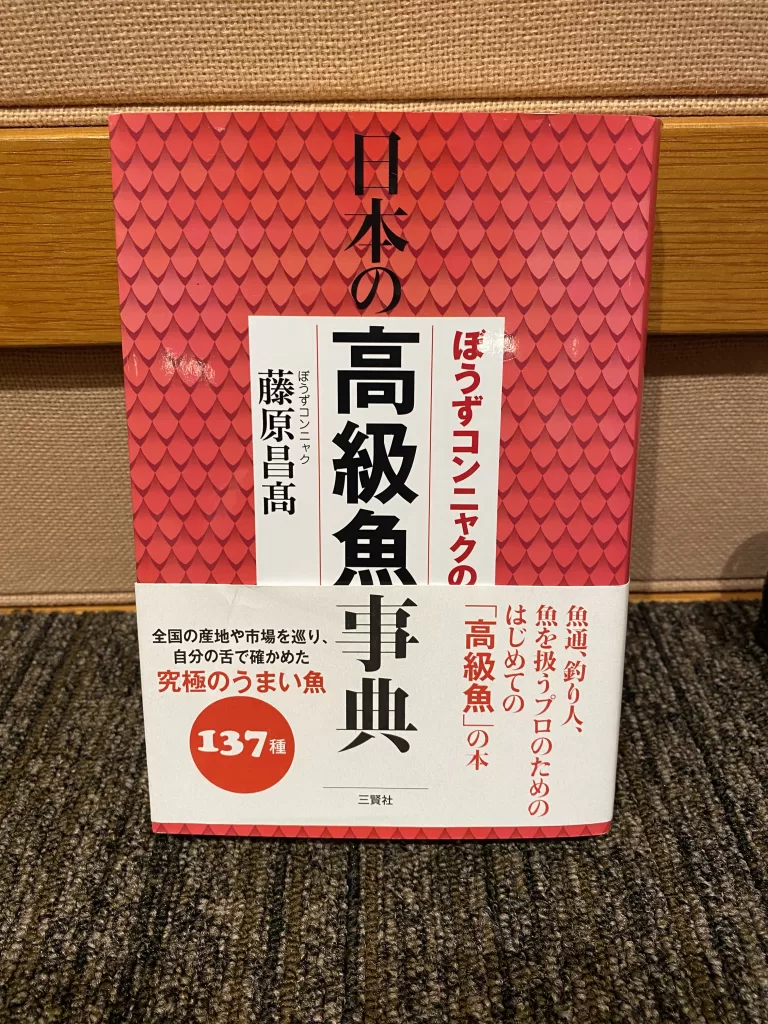 ぼうずコンニャクの
日本の高級魚事典
ぼうずコンニャク
藤原昌髙
魚通、釣り人、
魚を扱うプロのための
はじめての
「高級魚」の本
全国の産地や市場を巡り、
自分の舌で確かめた
究極のうまい魚
137種
三賢社